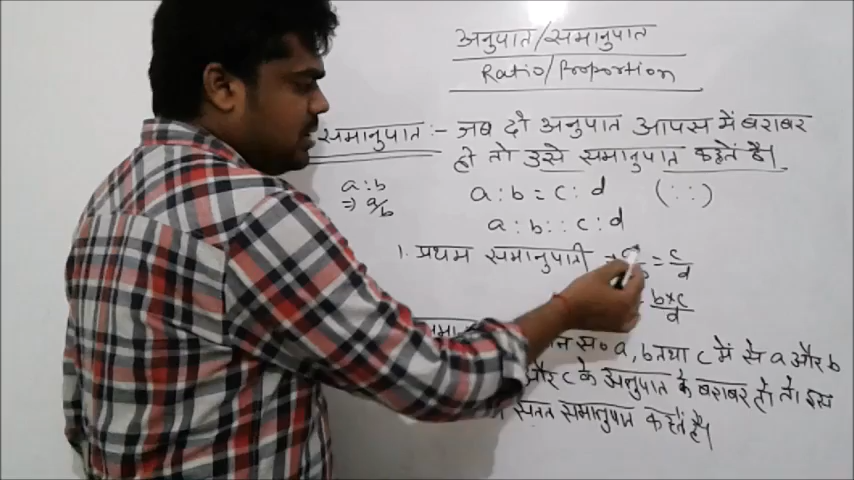 अनुपात/समानुपात
Ratio/Proportion
समानुपात :- जब दो अनुपात आपस में बराबर
हो तो उसे समानुपात कहतें है।
a:b a:b = c:d (::)
⇒ a/b a:b::c:d
1. प्रथम समानुपाती = c/d
b×c/d
स० a, b तथा c में से a और b
और c के अनुपात के बराबर हो तो इस
सतत समानुपात कहतें है।